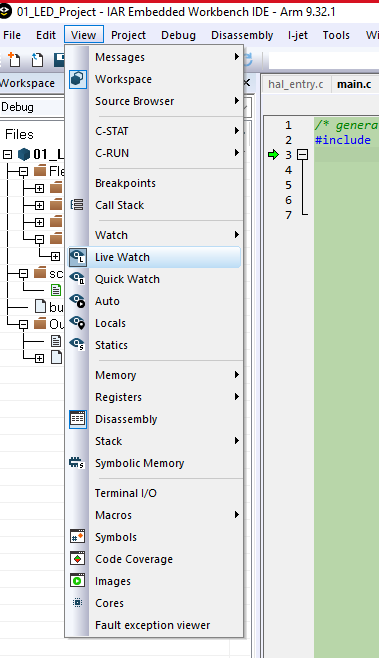 01_LED_Project - IAR Embedded Workbench IDE - Arm 9.32.1
File Edit View Project Debug Disassembly I-jet Tools
Workspace
hal_entry.c main.c
Debug
Files
01_L
Fle
sc
bu
Ou
Messages
Workspace
Source Browser
C-STAT
C-RUN
Breakpoints
Call Stack
Watch
Live Watch
Quick Watch
Auto
Locals
Statics
Memory
Registers
Disassembly
Stack
Symbolic Memory
Terminal I/O
Macros
Symbols
Code Coverage
Images
Cores
Fault exception viewer
1 /* genera
2 #include
3
4
5
6
7